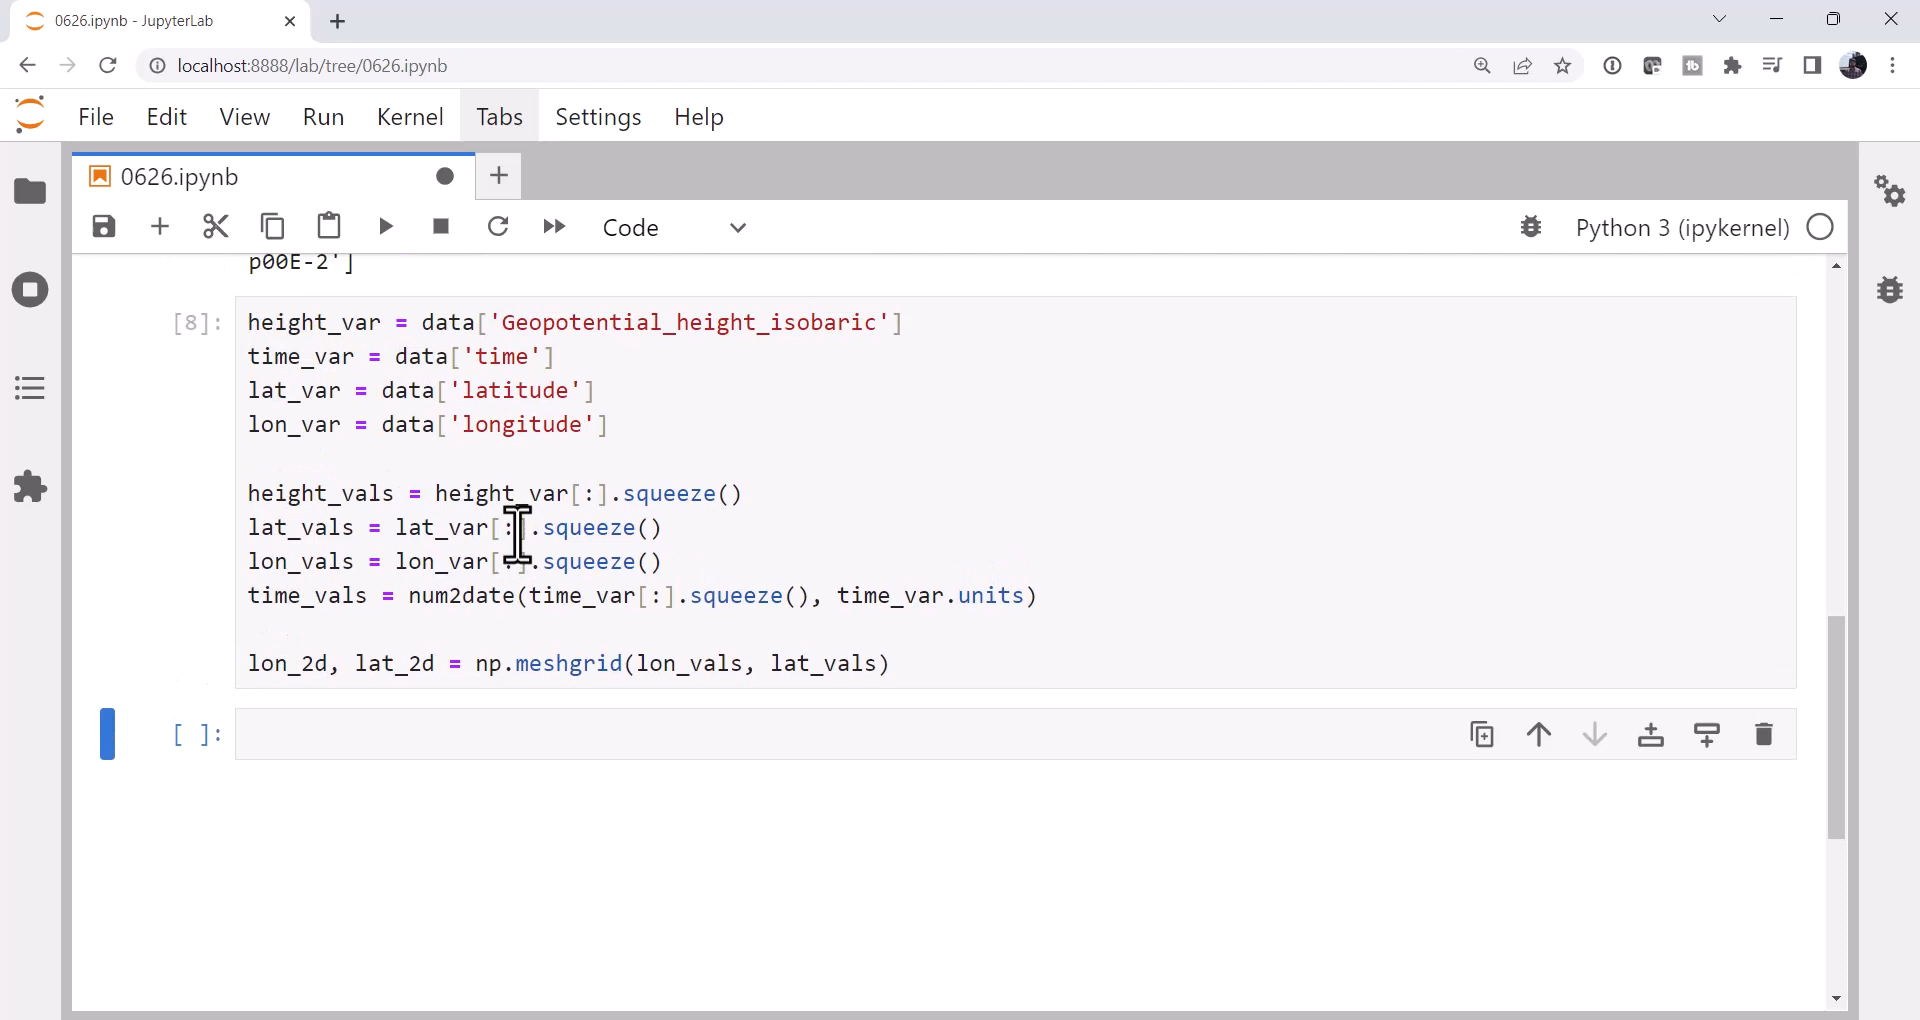 0626.ipynb - JupyterLab
localhost:8888/lab/tree/0626.ipynb
File Edit View Run Kernel Tabs Settings Help
0626.ipynb
Code
Python 3 (ipykernel)
p00E-2']
[8]: height_var = data['Geopotential_height_isobaric']
time_var = data['time']
lat_var = data['latitude']
lon_var = data['longitude']
height_vals = height_var[:].squeeze()
lat_vals = lat_var[:].squeeze()
lon_vals = lon_var[:].squeeze()
time_vals = num2date(time_var[:].squeeze(), time_var.units)
lon_2d, lat_2d = np.meshgrid(lon_vals, lat_vals)
[ ]: